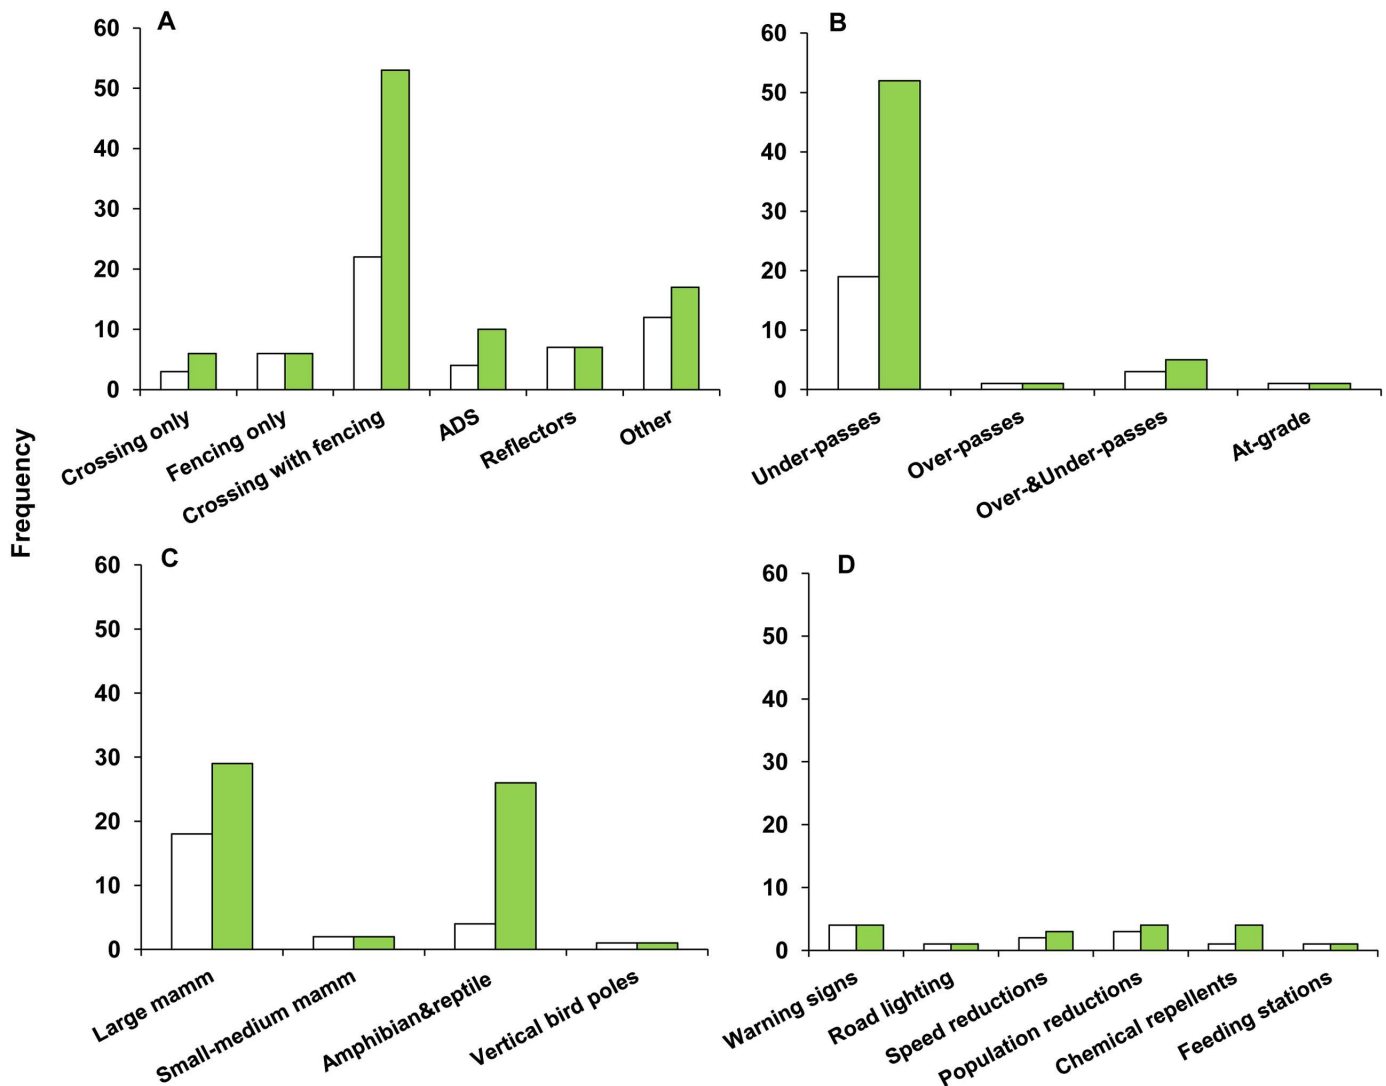 Frequency
A
60
50
40
30
20
10
0
Crossing only
Fencing only
Crossing with fencing
ADS
Reflectors
Other
B
60
50
40
30
20
10
0
Under-passes
Over-passes
Over-&Under-passes
At-grade
C
60
50
40
30
20
10
0
Large mamm
Small-medium mamm
Amphibian&reptile
Vertical bird poles
D
60
50
40
30
20
10
0
Warning signs
Road lighting
Speed reductions
Population reductions
Chemical repellents
Feeding stations